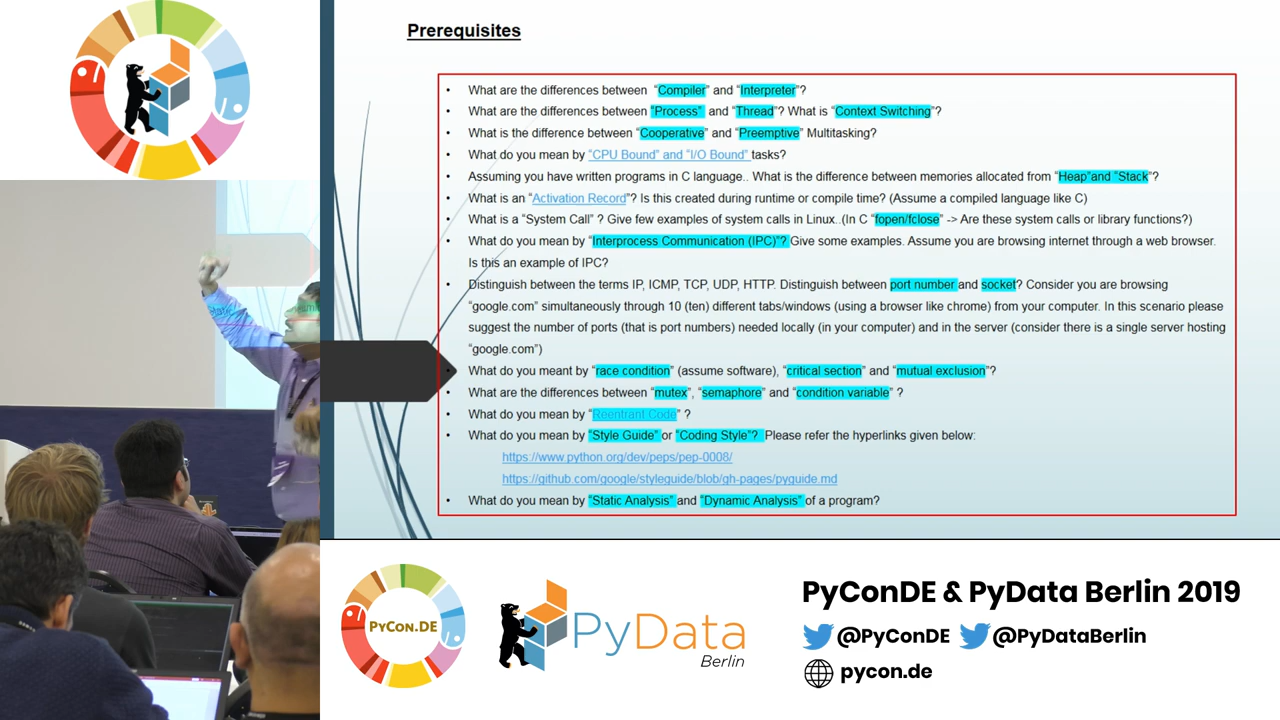 Prerequisites
• What are the differences between “Compiler” and “Interpreter”?
• What are the differences between “Process” and “Thread”? What is “Context Switching”?
• What is the difference between “Cooperative” and “Preemptive” Multitasking?
• What do you mean by “CPU Bound” and “I/O Bound” tasks?
• Assuming you have written programs in C language.. What is the difference between memories allocated from “Heap”and “Stack”?
• What is an “Activation Record”? Is this created during runtime or compile time? (Assume a compiled language like C)
• What is a “System Call” ? Give few examples of system calls in Linux..(In C “fopen/fclose” -> Are these system calls or library functions?)
• What do you mean by “Interprocess Communication (IPC)”? Give some examples. Assume you are browsing internet through a web browser.
Is this an example of IPC?
• Distinguish between the terms IP, ICMP, TCP, UDP, HTTP. Distinguish between port number and socket? Consider you are browsing
“google.com” simultaneously through 10 (ten) different tabs/windows (using a browser like chrome) from your computer. In this scenario please
suggest the number of ports (that is port numbers) needed locally (in your computer) and in the server (consider there is a single server hosting
“google.com”)
• What do you meant by “race condition” (assume software), “critical section” and “mutual exclusion”?
• What are the differences between “mutex”, “semaphore” and “condition variable” ?
• What do you mean by “Reentrant Code” ?
• What do you mean by “Style Guide” or “Coding Style”? Please refer the hyperlinks given below:
https://www.python.org/dev/peps/pep-0008/
https://github.com/google/styleguide/blob/gh-pages/pyguide.md
• What do you mean by “Static Analysis” and “Dynamic Analysis” of a program?
PyCon.DE
PyData
Berlin
PyConDE & PyData Berlin 2019
@PyConDE @PyDataBerlin
pycon.de